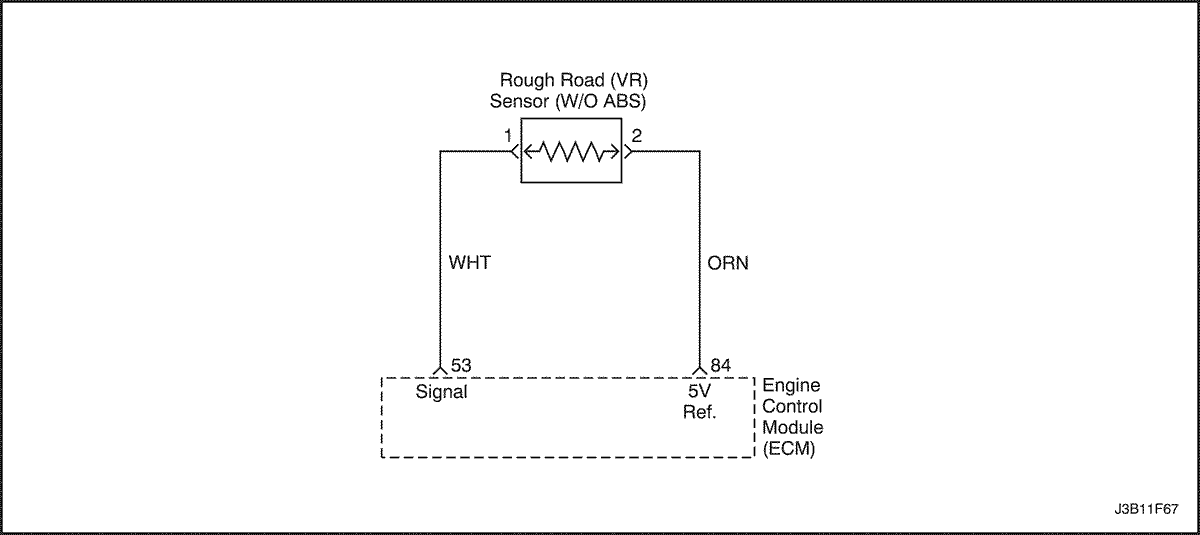 Rough Road (VR)
Sensor (W/O ABS)
1
2
WHT
ORN
53
84
Signal
5V
Ref.
Engine
Control
Module
(ECM)
J3B11F67